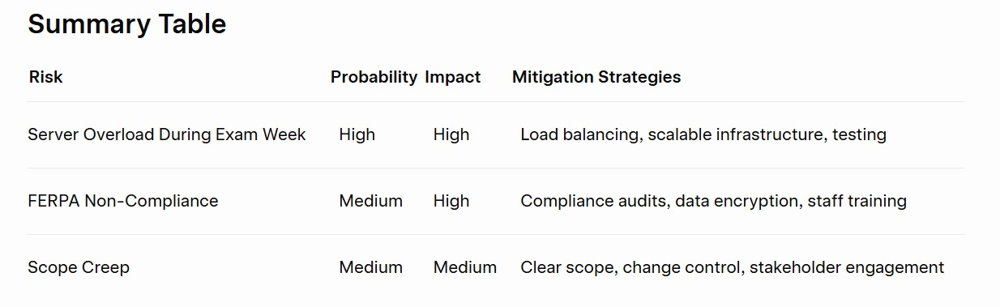 Summary Table
Risk Probability Impact Mitigation Strategies
Server Overload During Exam Week High High Load balancing, scalable infrastructure, testing
FERPA Non-Compliance Medium High Compliance audits, data encryption, staff training
Scope Creep Medium Medium Clear scope, change control, stakeholder engagement